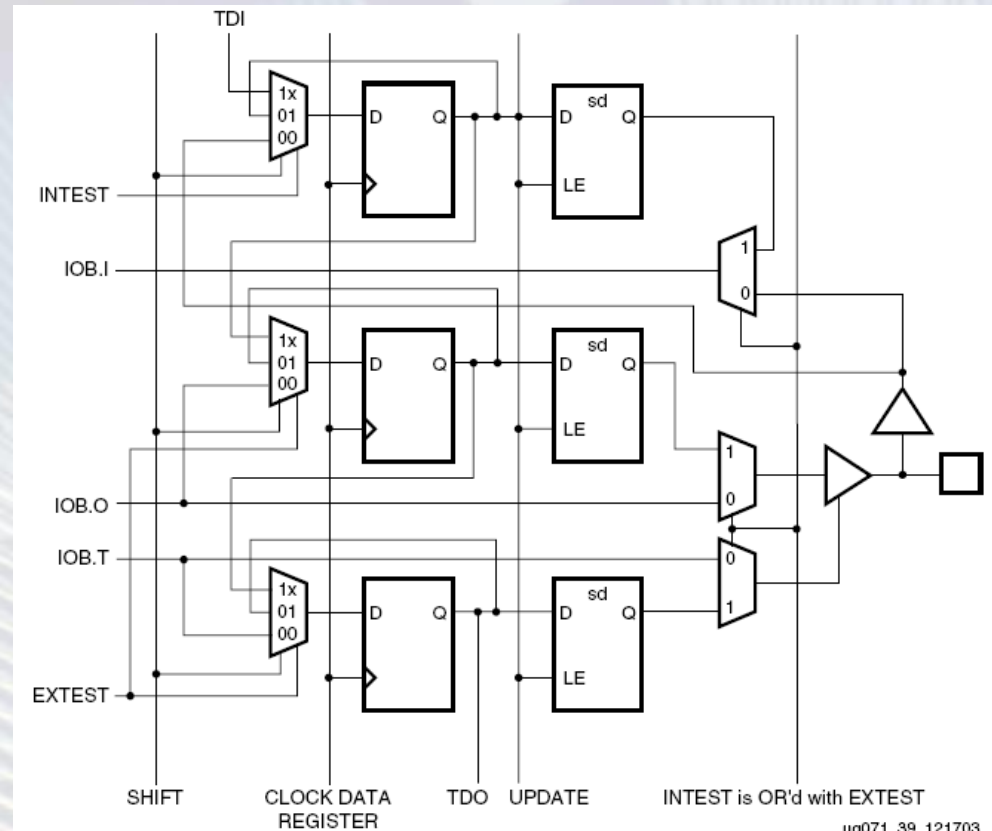 TDI
1x
01
00
D Q
sd
D Q
LE
INTEST
IOB.I
1
0
1x
01
00
D Q
sd
D Q
LE
1
0
IOB.O
IOB.T
0
1x
01
00
D Q
sd
D Q
1
LE
EXTEST
SHIFT
CLOCK DATA
REGISTER
TDO
UPDATE
INTEST is OR'd with EXTEST
ug071_39_121703